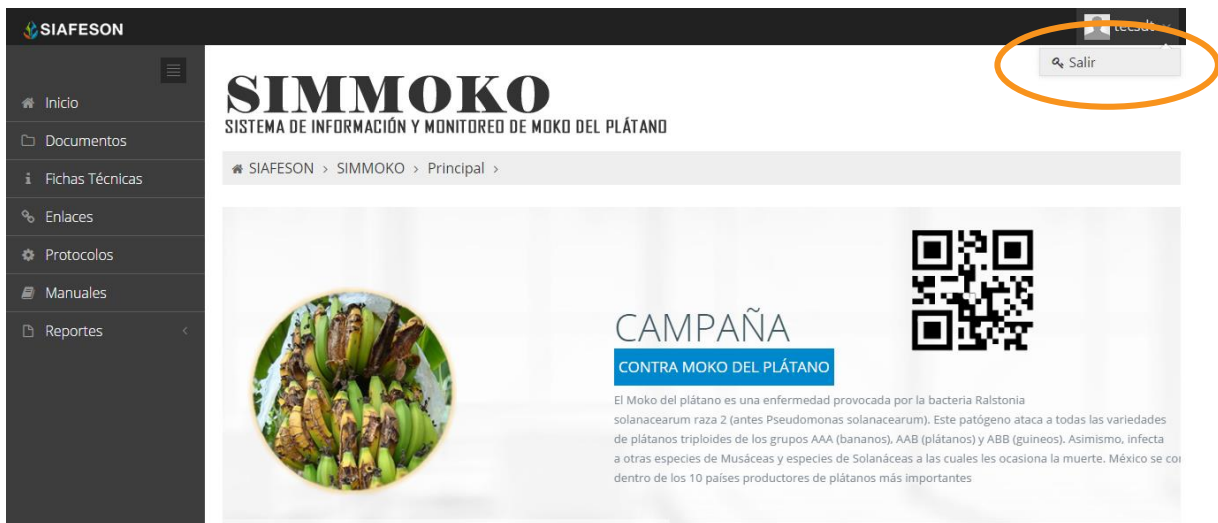 SIAFESON
Salir
Inicio
Documentos
Fichas Técnicas
Enlaces
Protocolos
Manuales
Reportes
SIMMOKO
SISTEMA DE INFORMACIÓN Y MONITOREO DE MOKO DEL PLÁTANO
SIAFESON > SIMMOKO > Principal >
CAMPAÑA
CONTRA MOKO DEL PLÁTANO
El Moko del plátano es una enfermedad provocada por la bacteria Ralstonia
solanacearum raza 2 (antes Pseudomonas solanacearum). Este patógeno ataca a todas las variedades
de plátanos triploides de los grupos AAA (bananos), AAB (plátanos) y ABB (guineos). Asimismo, infecta
a otras especies de Musáceas y especies de Solanáceas a las cuales les ocasiona la muerte. México se
dentro de los 10 países productores de plátanos más importantes